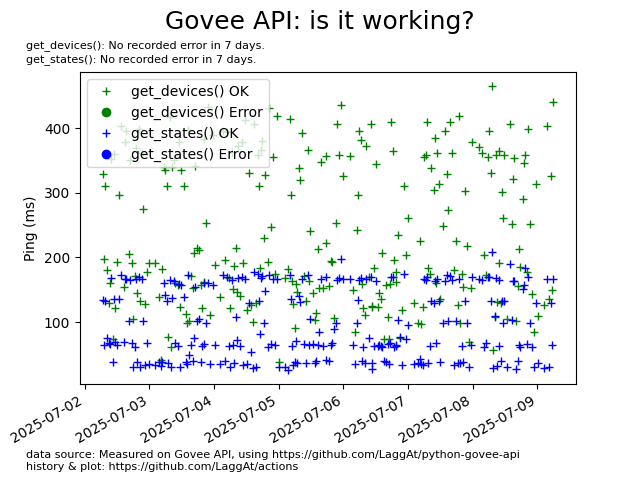 Govee API: is it working?
get_devices(): No recorded error in 7 days.
get_states(): No recorded error in 7 days.
get_devices() OK
get_devices() Error
get_states() OK
get_states() Error
Ping (ms)
400
300
200
100
2025-07-02
2025-07-03
2025-07-04
2025-07-05
2025-07-06
2025-07-07
2025-07-08
2025-07-09
data source: Measured on Govee API, using https://github.com/LaggAt/python-govee-api
history & plot: https://github.com/LaggAt/actions